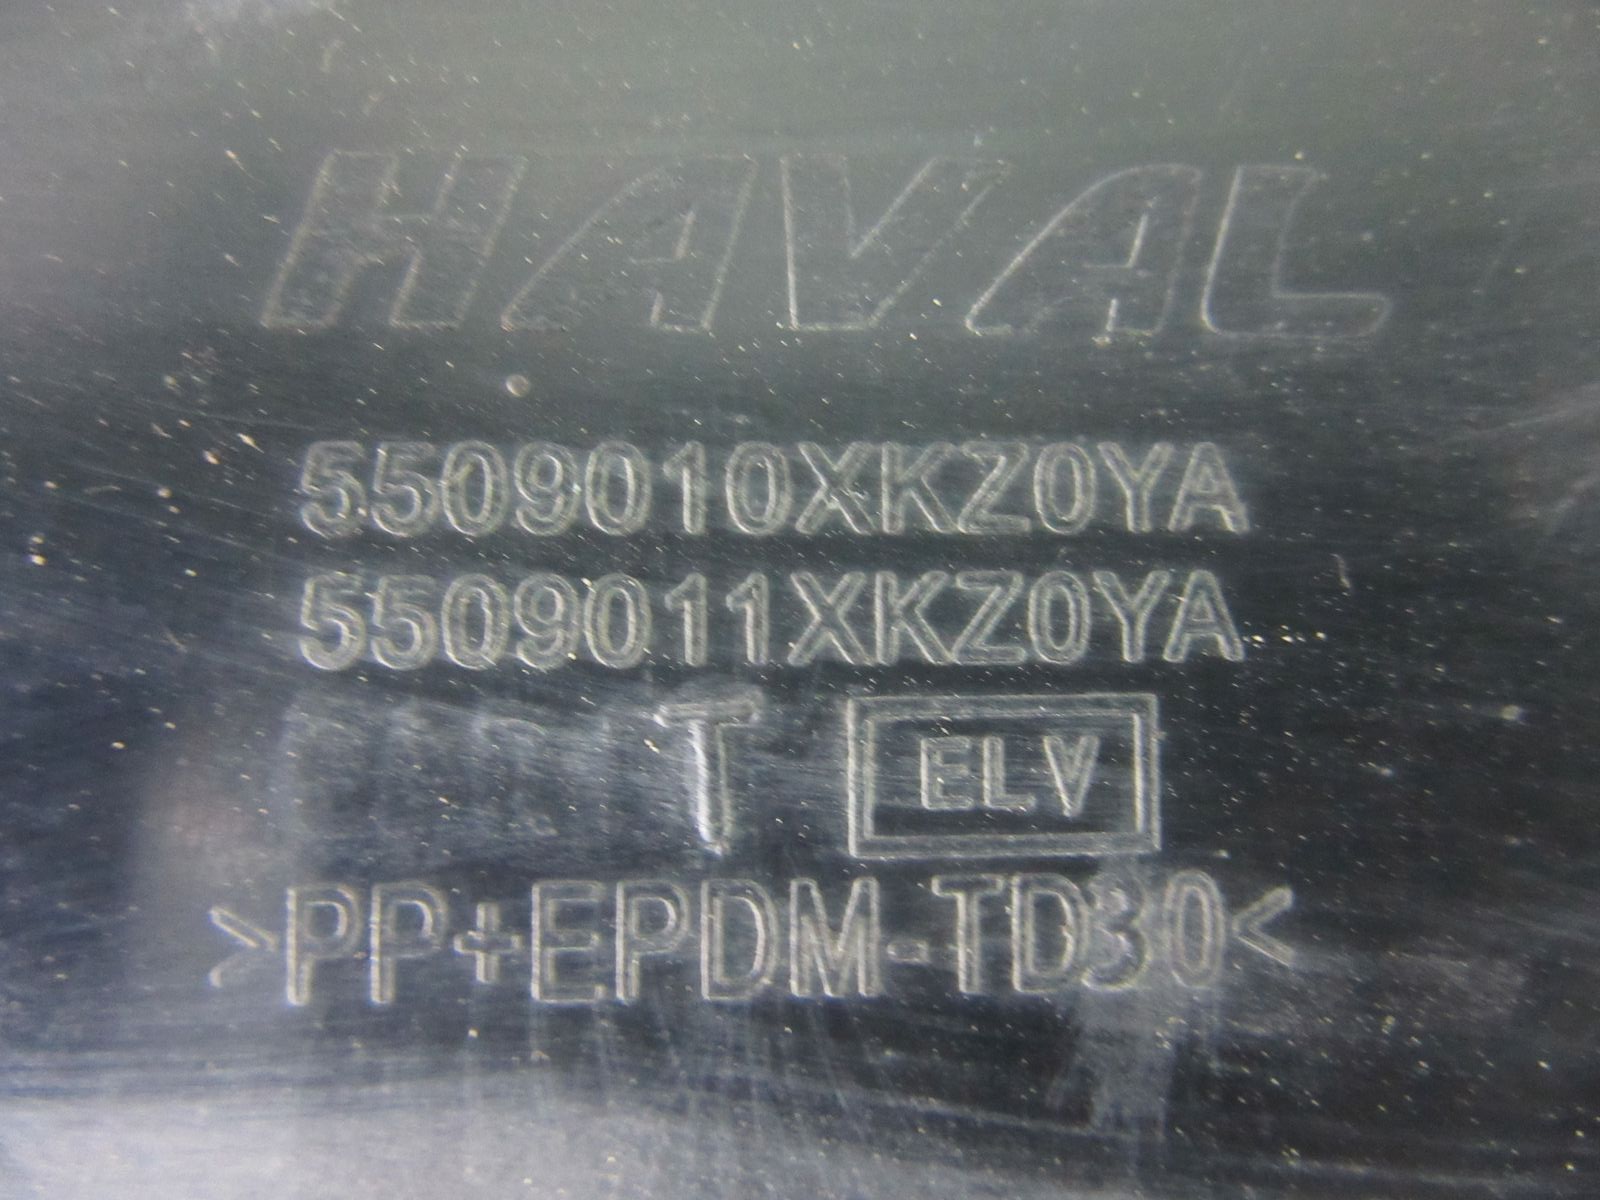 HAVAL
5509010XKZ0YA
5509011XKZ0YA
T ELV
>PP+EPDM-TD30<